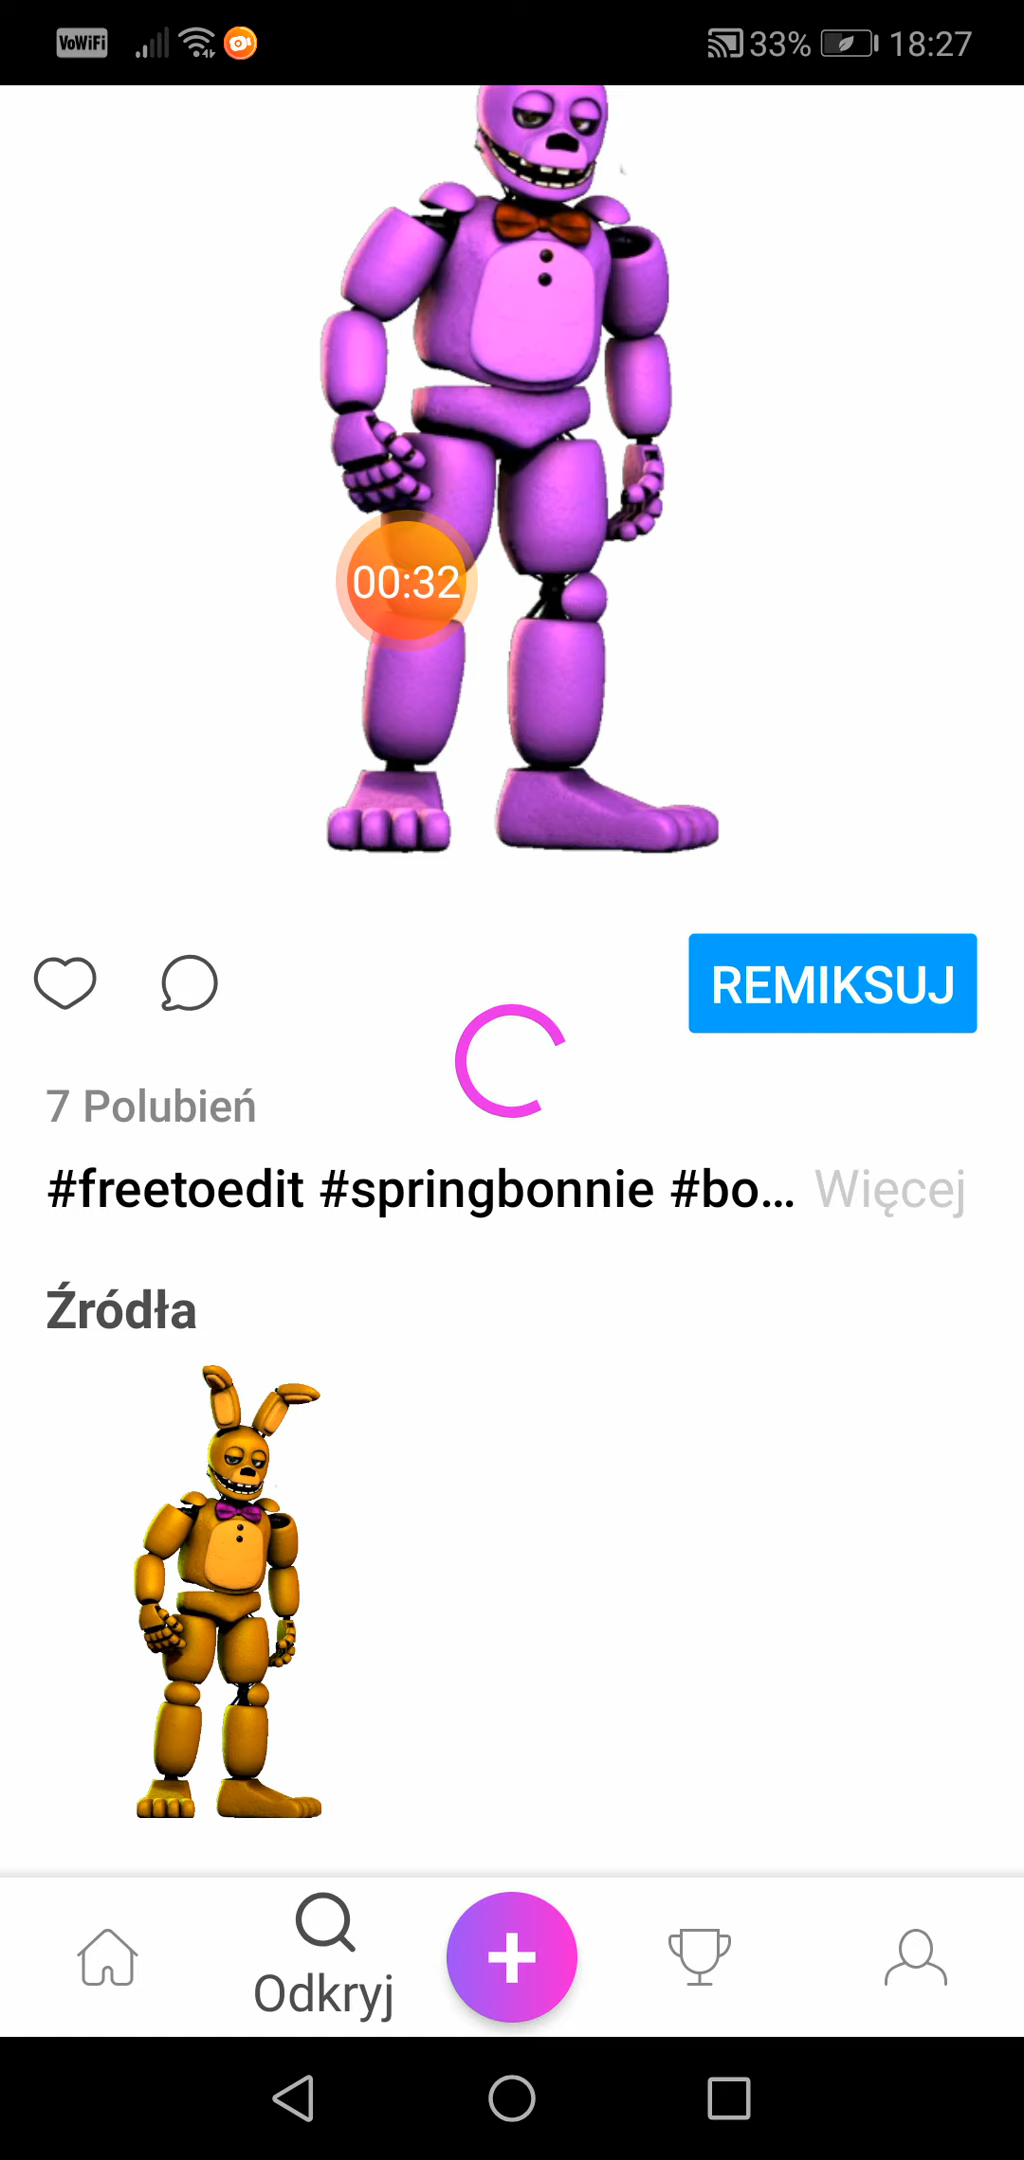 VoWiFi 33% 18:27
00:32
REMIKSUJ
7 Polubień
#freetoedit #springbonnie #bo... Więcej
Źródła
Odkryj